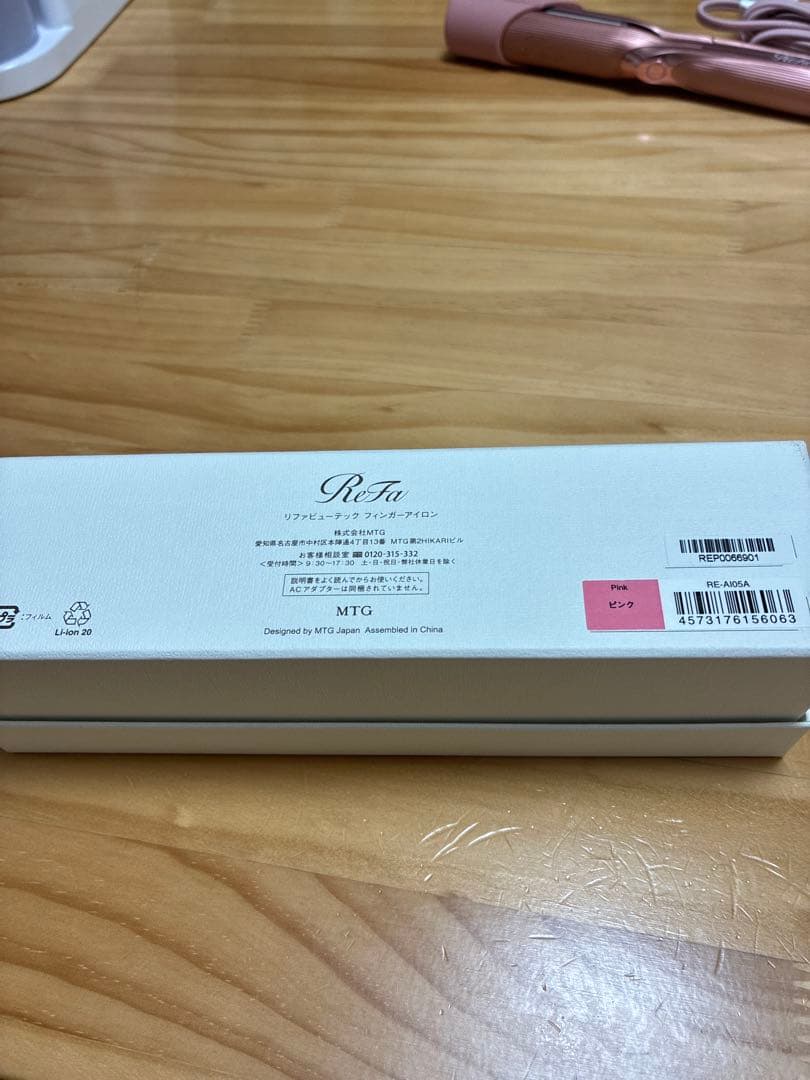 ReFa
リファビューテック フィンガーアイロン
株式会社MTG
愛知県名古屋市中村区本陣通4丁目13番 MTG第2HIKARIビル
お客様相談室 0120-315-332
<受付時間> 9:30〜17:30 土・日・祝日・弊社休業日を除く
説明書をよく読んでからお使いください。
ACアダプターは同梱されていません。
MTG
Designed by MTG Japan Assembled in China
プラ
:フィルム
Li-ion 20
REP0066901
Pink
ピンク
RE-AI05A
4573176156063